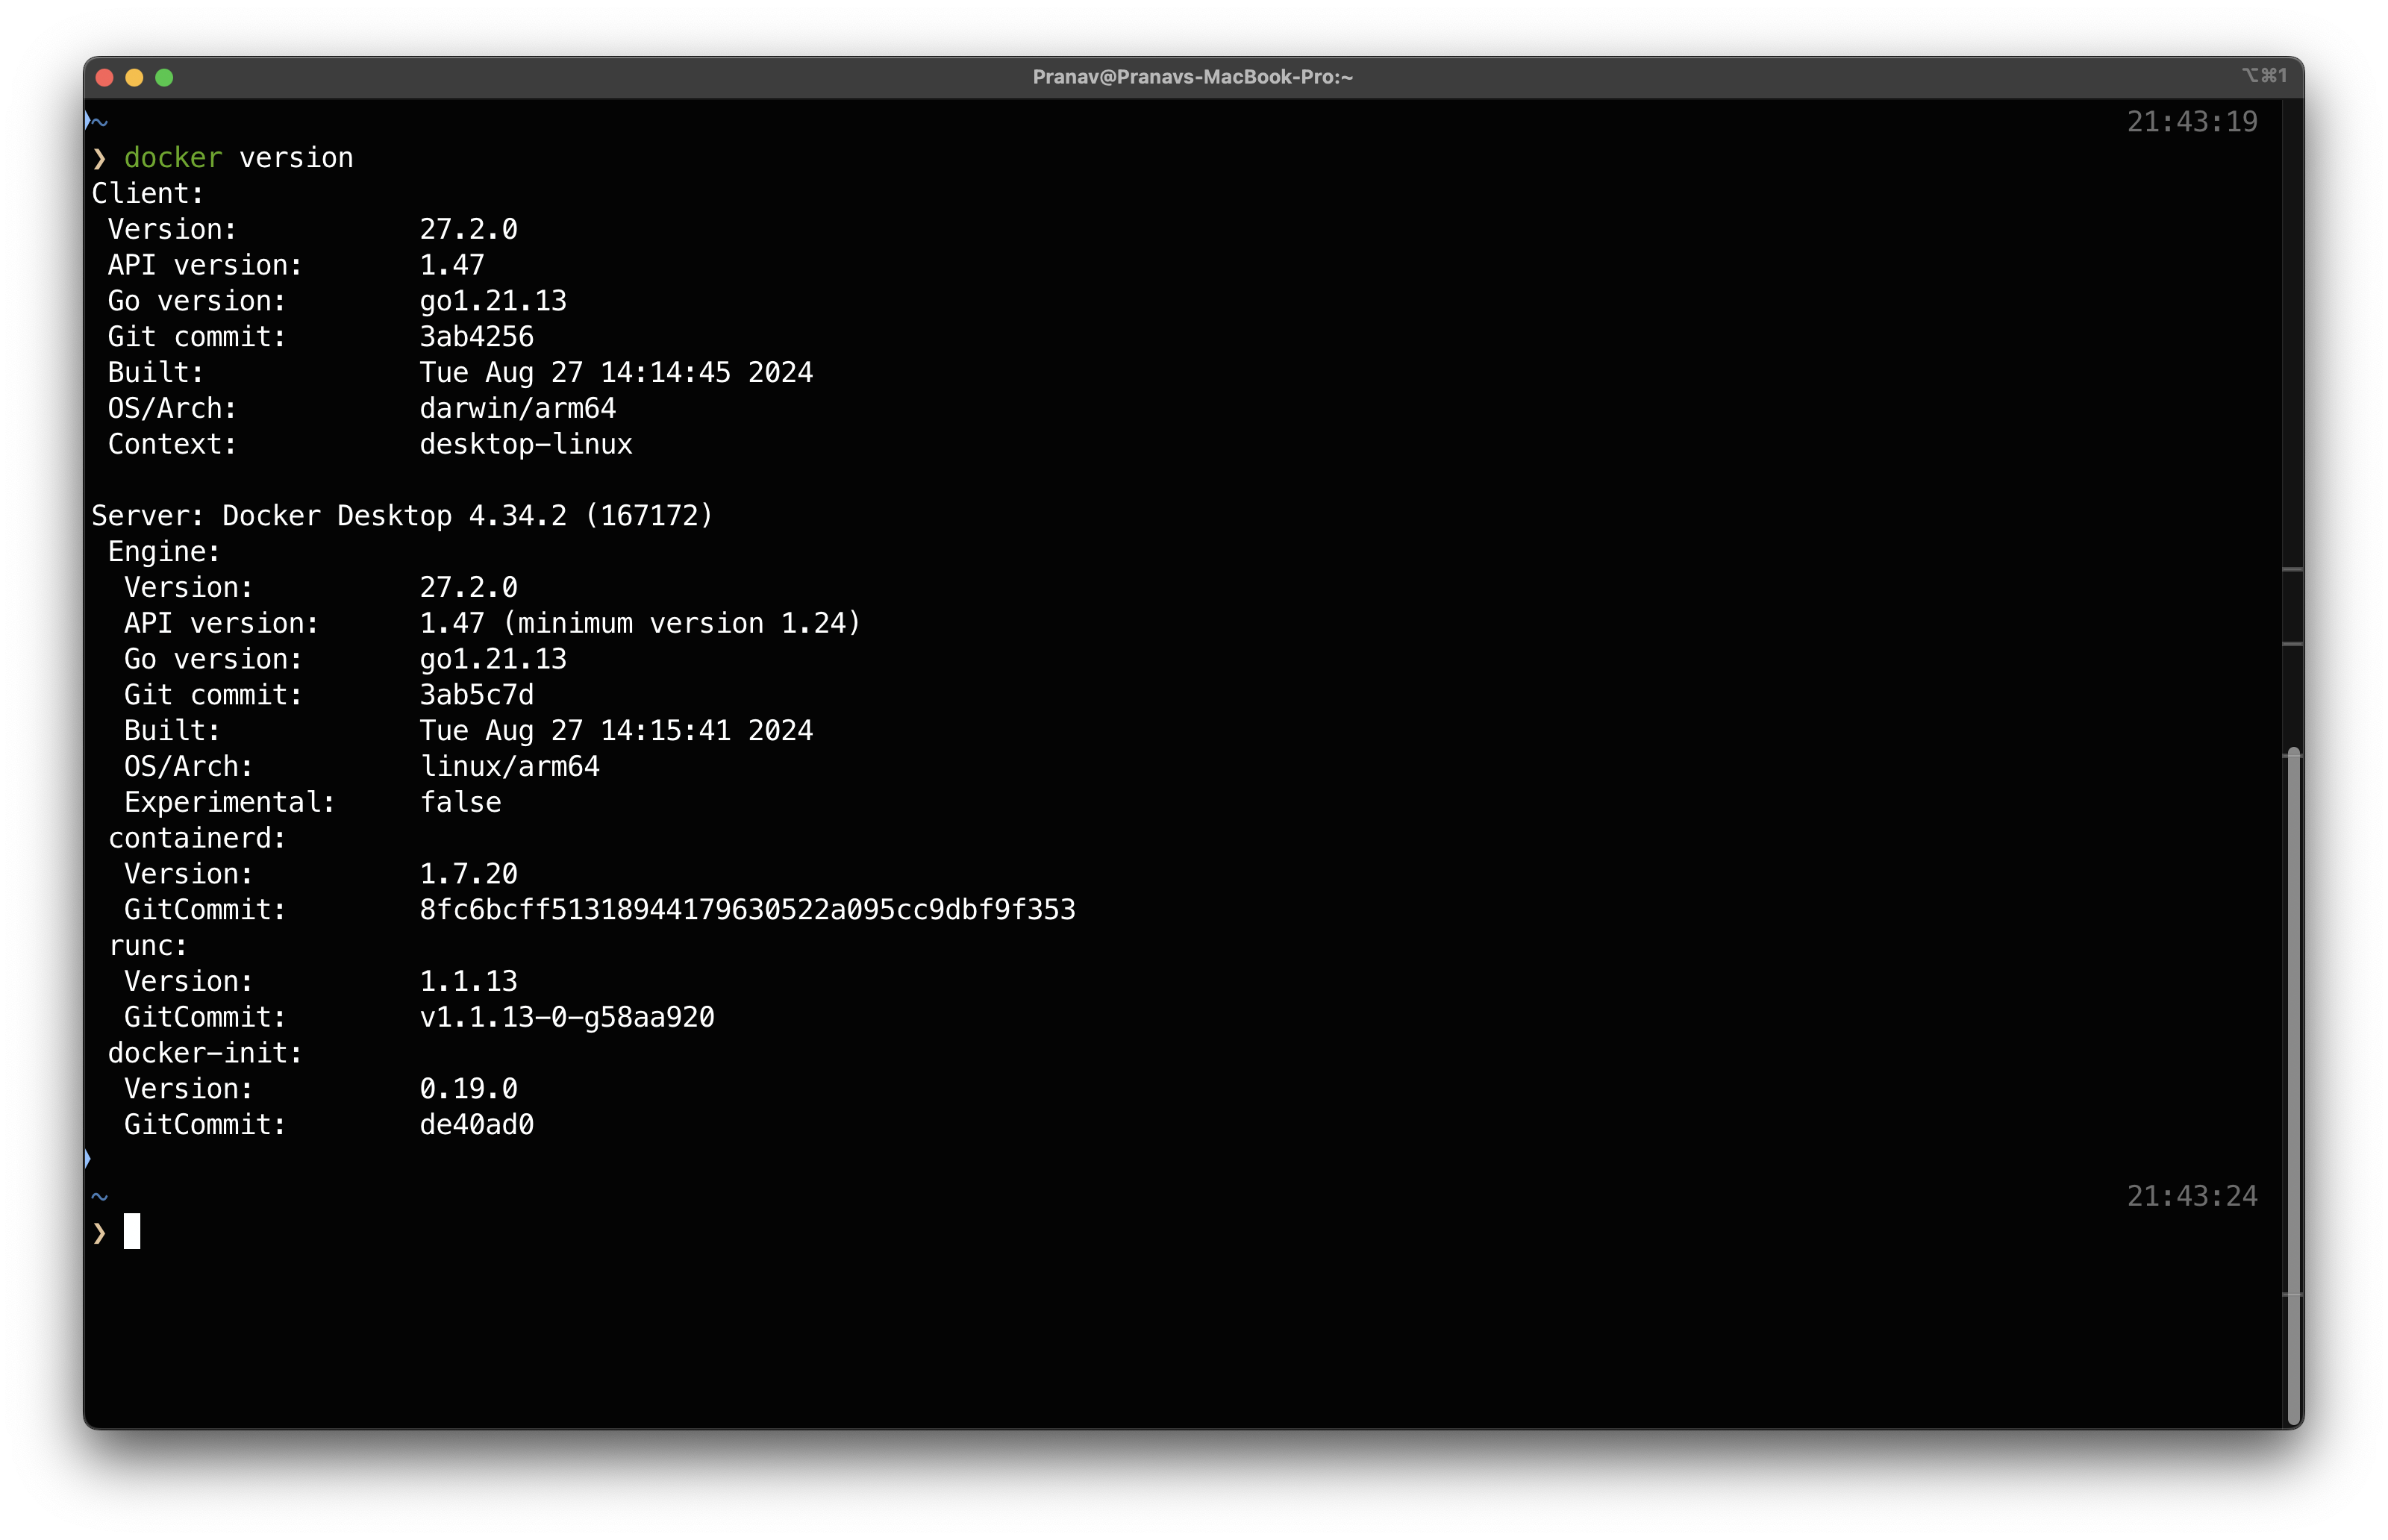 Pranav@Pranavs-MacBook-Pro:~ ⌥⌘1
~ 21:43:19
❯ docker version
Client:
 Version:           27.2.0
 API version:       1.47
 Go version:        go1.21.13
 Git commit:        3ab4256
 Built:             Tue Aug 27 14:14:45 2024
 OS/Arch:           darwin/arm64
 Context:           desktop-linux

Server: Docker Desktop 4.34.2 (167172)
 Engine:
  Version:          27.2.0
  API version:      1.47 (minimum version 1.24)
  Go version:       go1.21.13
  Git commit:       3ab5c7d
  Built:            Tue Aug 27 14:15:41 2024
  OS/Arch:          linux/arm64
  Experimental:     false
 containerd:
  Version:          1.7.20
  GitCommit:        8fc6bcff51318944179630522a095cc9dbf9f353
 runc:
  Version:          1.1.13
  GitCommit:        v1.1.13-0-g58aa920
 docker-init:
  Version:          0.19.0
  GitCommit:        de40ad0

~ 21:43:24
❯